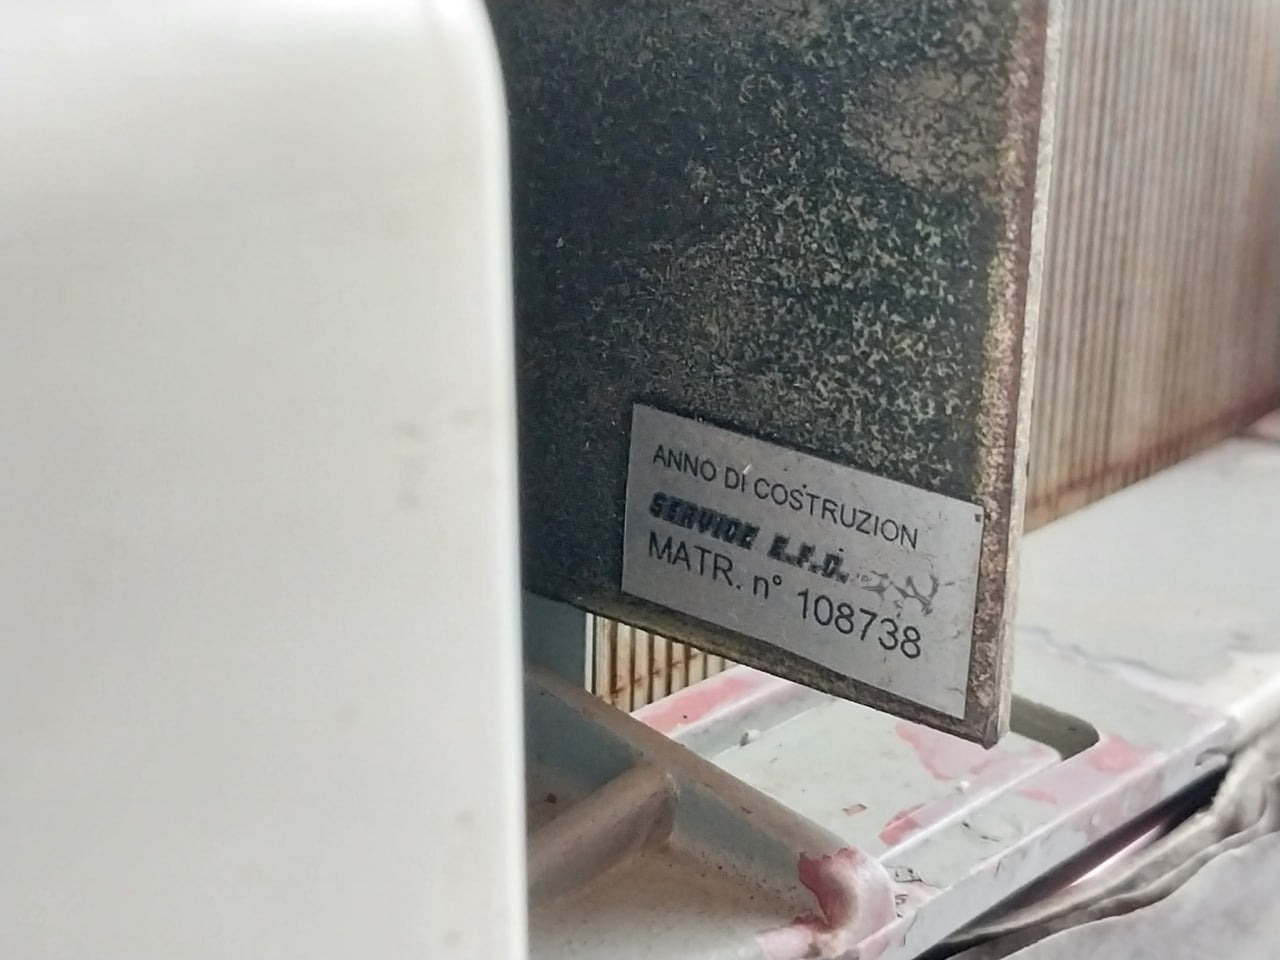 ANNO DI COSTRUZION
SERVICE E.F.D.
MATR. n° 108738